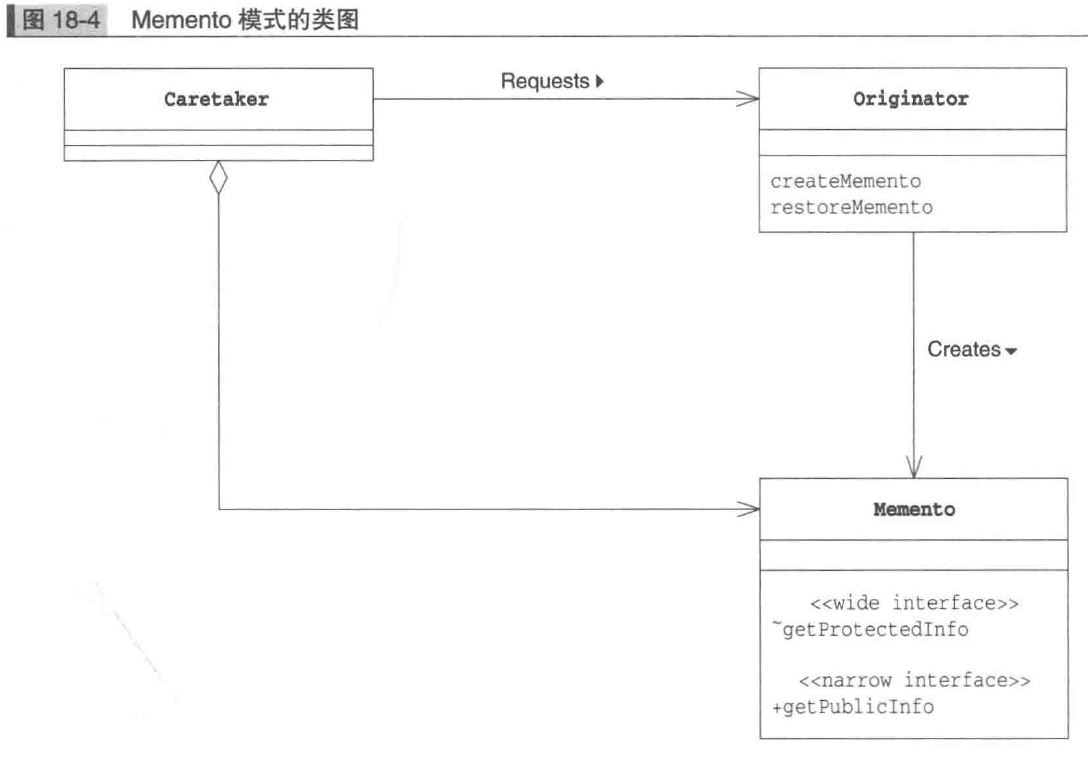 图 18-4 Memento 模式的类图
Caretaker
Requests ▶
Originator
createMemento
restoreMemento
Creates ▼
Memento
<<wide interface>>
~getProtectedInfo
<<narrow interface>>
+getPublicInfo